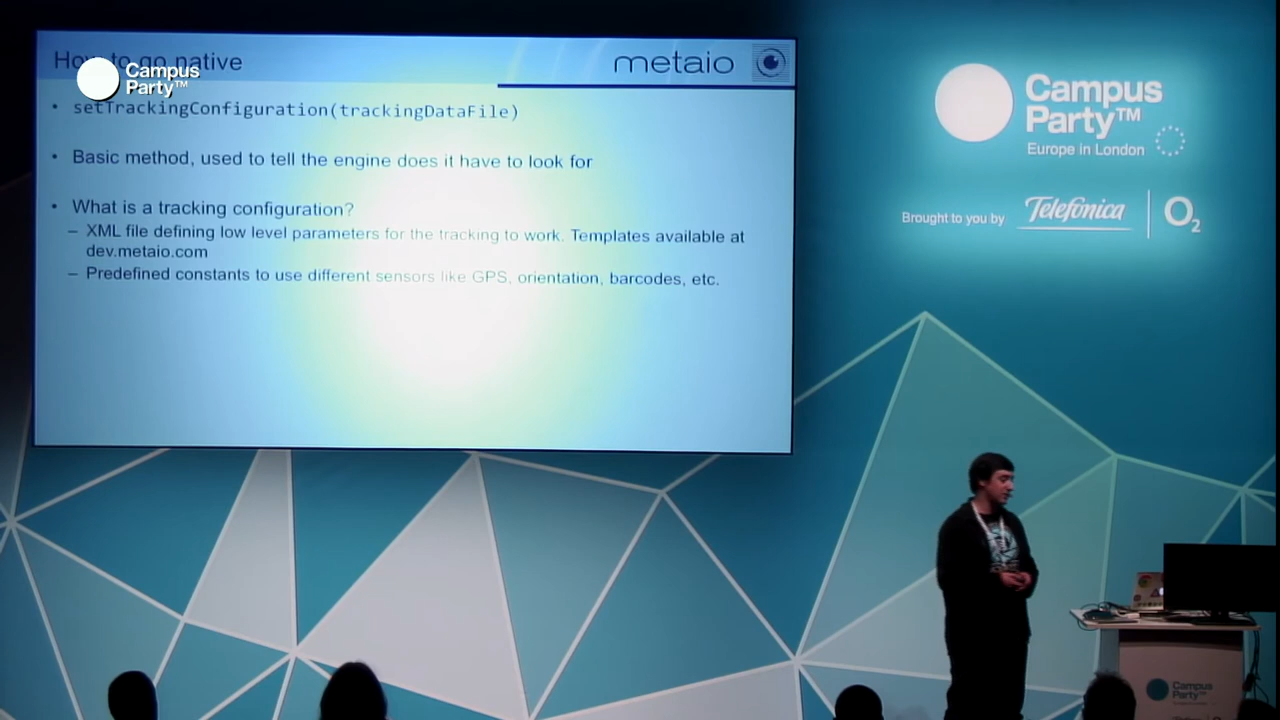 How to go native
metaio
Campus
Party™
• setTrackingConfiguration(trackingDataFile)
• Basic method, used to tell the engine does it have to look for
• What is a tracking configuration?
– XML file defining low level parameters for the tracking to work. Templates available at
dev.metaio.com
– Predefined constants to use different sensors like GPS, orientation, barcodes, etc.
Campus
Party™
Europe in London
Brought to you by Telefónica O2
Campus
Party™